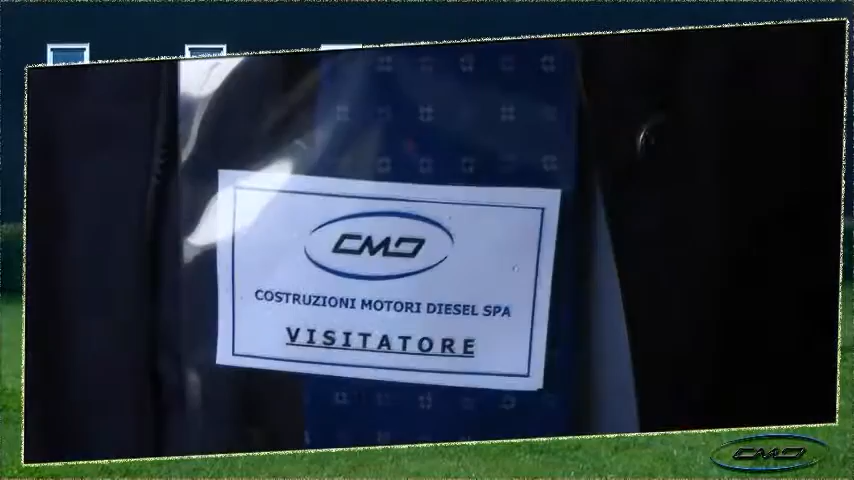 CMD
COSTRUZIONI MOTORI DIESEL SPA
VISITATORE
CMD